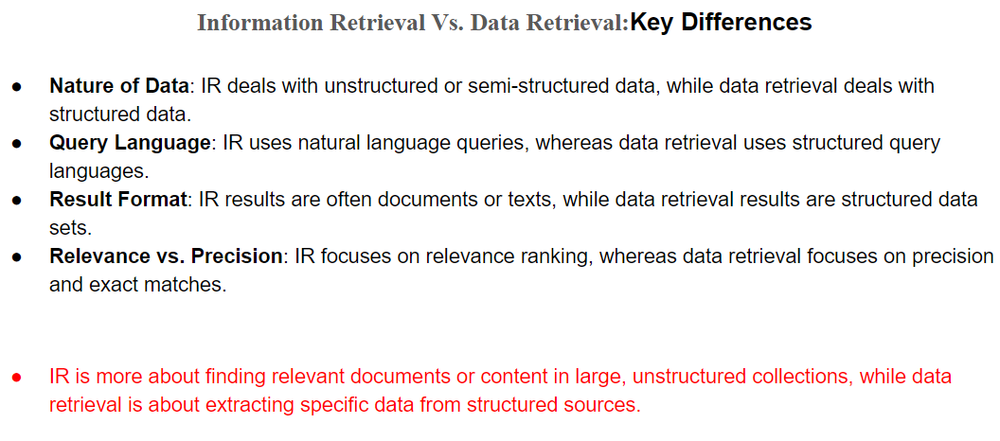 Information Retrieval Vs. Data Retrieval:Key Differences
● Nature of Data: IR deals with unstructured or semi-structured data, while data retrieval deals with
structured data.
● Query Language: IR uses natural language queries, whereas data retrieval uses structured query
languages.
● Result Format: IR results are often documents or texts, while data retrieval results are structured data
sets.
● Relevance vs. Precision: IR focuses on relevance ranking, whereas data retrieval focuses on precision
and exact matches.
● IR is more about finding relevant documents or content in large, unstructured collections, while data
retrieval is about extracting specific data from structured sources.